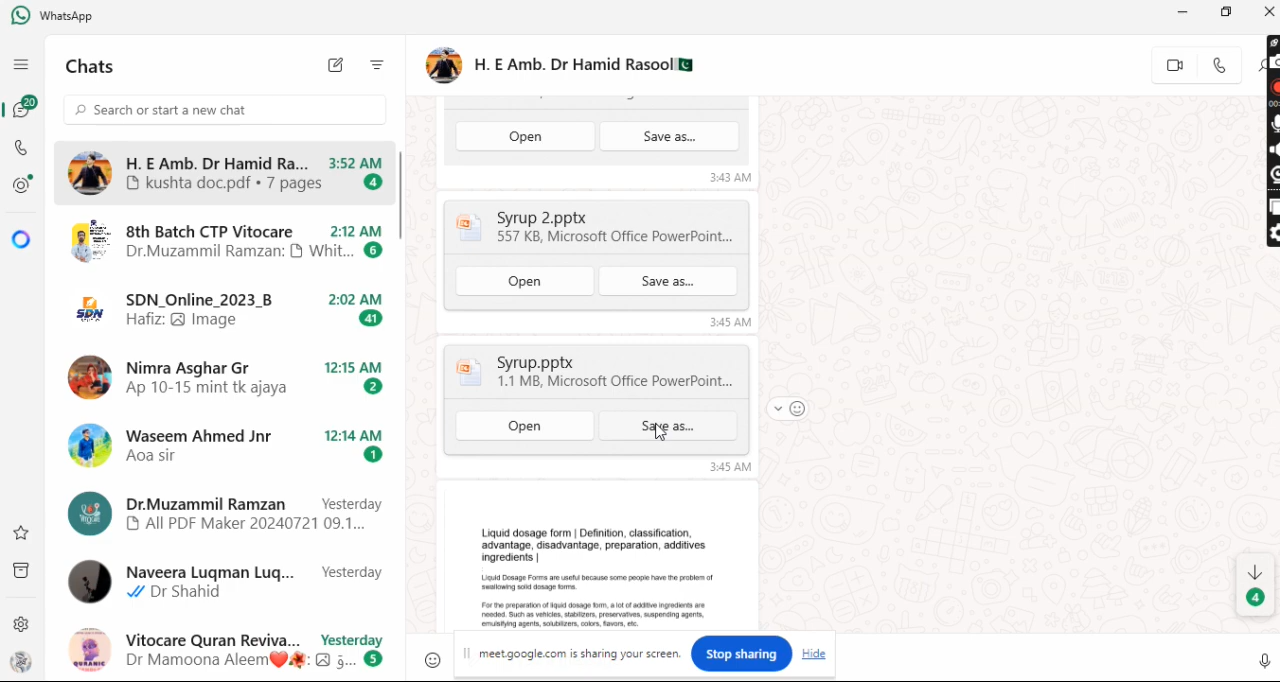 WhatsApp
Chats
H. E Amb. Dr Hamid Rasool
20
Search or start a new chat
Open
Save as...
3:43 AM
H. E Amb. Dr Hamid Ra... 3:52 AM
kushta doc.pdf • 7 pages 4
8th Batch CTP Vitocare 2:12 AM
Dr.Muzammil Ramzan: Whit... 6
SDN_Online_2023_B 2:02 AM
Hafiz: Image 41
Nimra Asghar Gr 12:15 AM
Ap 10-15 mint tk ajaya 2
Waseem Ahmed Jnr 12:14 AM
Aoa sir 1
Dr.Muzammil Ramzan Yesterday
All PDF Maker 20240721 09.1...
Naveera Luqman Luq... Yesterday
Dr Shahid
Vitocare Quran Reviva... Yesterday
Dr Mamoona Aleem❤️🍂: 5
QURANIC
Syrup 2.pptx
557 KB, Microsoft Office PowerPoint...
Open
Save as...
3:45 AM
Syrup.pptx
1.1 MB, Microsoft Office PowerPoint...
Open
Save as...
3:45 AM
Liquid dosage form | Definition, classification,
advantage, disadvantage, preparation, additives
ingredients |
Liquid Dosage Forms are useful because some people have the problem of
swallowing solid dosage forms.
For the preparation of liquid dosage form, a lot of additive ingredients are
needed. Such as vehicles, stabilizers, preservatives, suspending agents,
emulsifying agents, solubilizers, colors, flavors, etc.
4
meet.google.com is sharing your screen.
Stop sharing
Hide